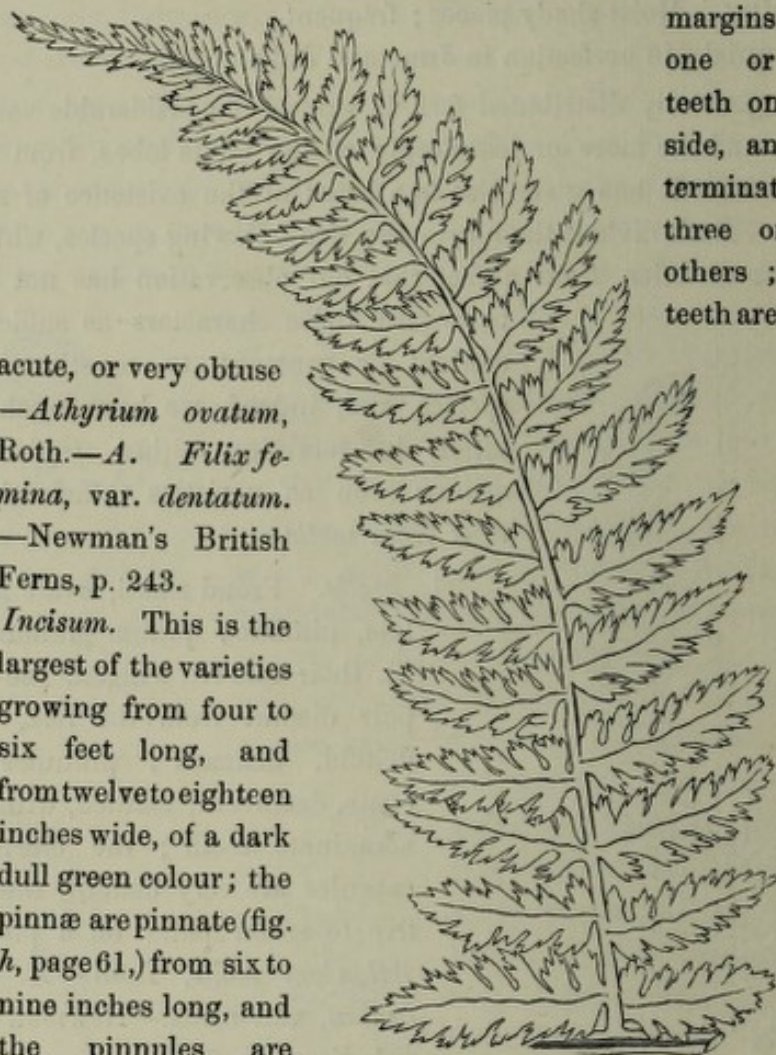 margins
one or
teeth on
side, an
terminat
three o
others ;
teeth are
acute, or very obtuse
—Athyrium ovatum,
Roth.—A. Filix fe-
mina, var. dentatum.
—Newman's British
Ferns, p. 243.
Incisum. This is the
largest of the varieties
growing from four to
six feet long, and
from twelve to eighteen
inches wide, of a dark
dull green colour; the
pinnæ are pinnate (fig.
h, page 61,) from six to
nine inches long, and
the pinnules are